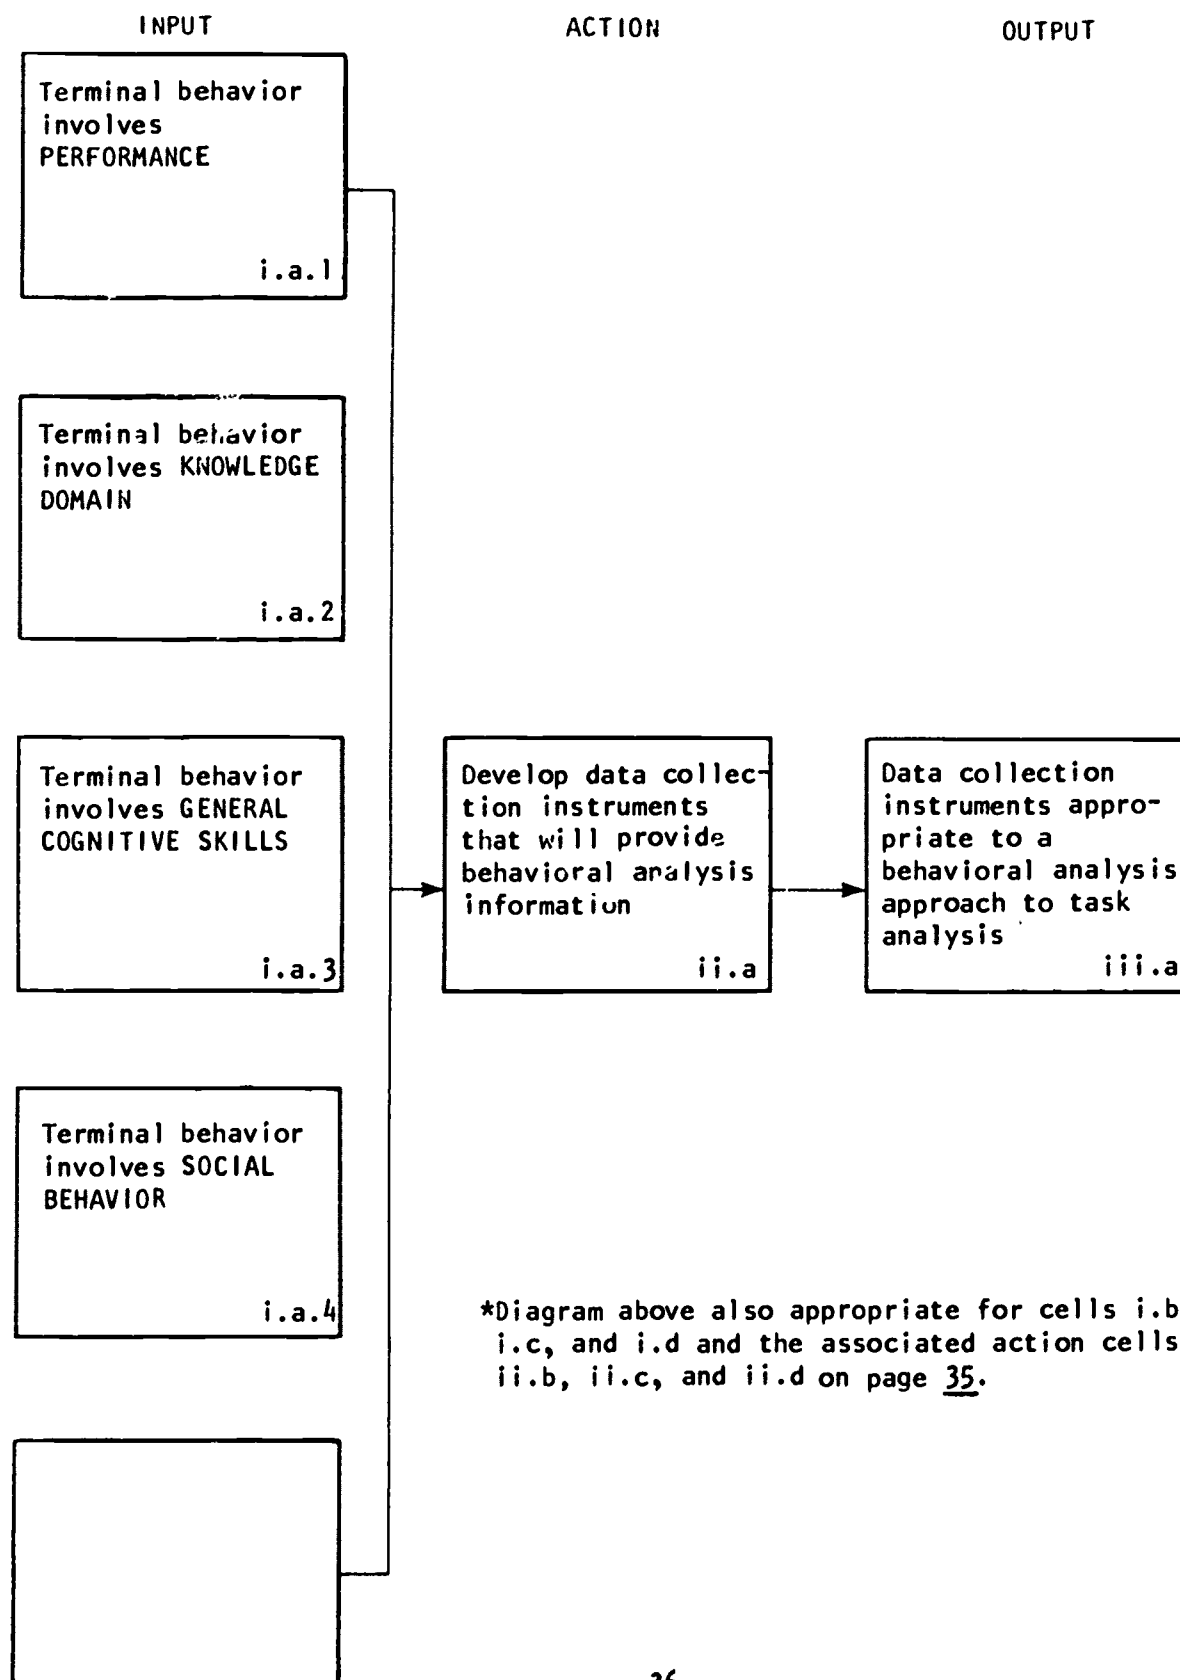 INPUT ACTION OUTPUT
Terminal behavior
involves
PERFORMANCE
i.a.1
Terminal behavior
involves KNOWLEDGE
DOMAIN
i.a.2
Terminal behavior
involves GENERAL
COGNITIVE SKILLS
i.a.3
Develop data collec-
tion instruments
that will provide
behavioral analysis
information
ii.a
Data collection
instruments appro-
priate to a
behavioral analysis
approach to task
analysis
iii.a
Terminal behavior
involves SOCIAL
BEHAVIOR
i.a.4
*Diagram above also appropriate for cells i.b
i.c, and i.d and the associated action cells
ii.b, ii.c, and ii.d on page 35.